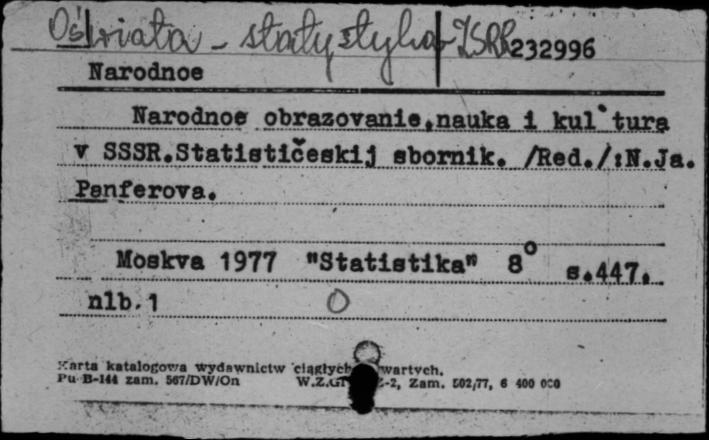 Oświata - statystyka ZSRR 232996
Narodnoe
Narodnoe obrazovanie,nauka i kul`tura
v SSSR.Statističeskij sbornik. /Red./:N.Ja.
Panferova.
Moskva 1977 "Statistika" 8° s.447.
nlb.1
Karta katalogowa wydawnictw ciągłych zwartych.
Pu B-144 zam. 567/DW/On W.Z.G Z-2, Zam. 502/77, 6 400 000